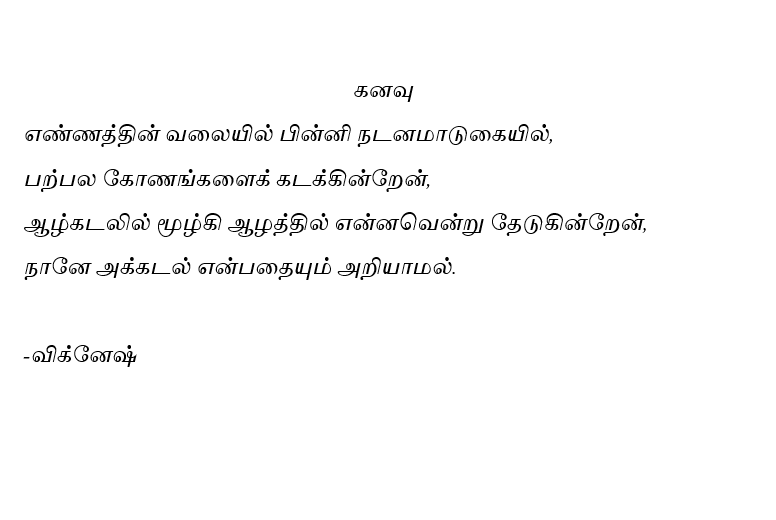 கனவு
எண்ணத்தின் வலையில் பின்னி நடனமாடுகையில்,
பற்பல கோணங்களைக் கடக்கின்றேன்,
ஆழ்கடலில் மூழ்கி ஆழத்தில் என்னவென்று தேடுகின்றேன்,
நானே அக்கடல் என்பதையும் அறியாமல்.
-விக்னேஷ்